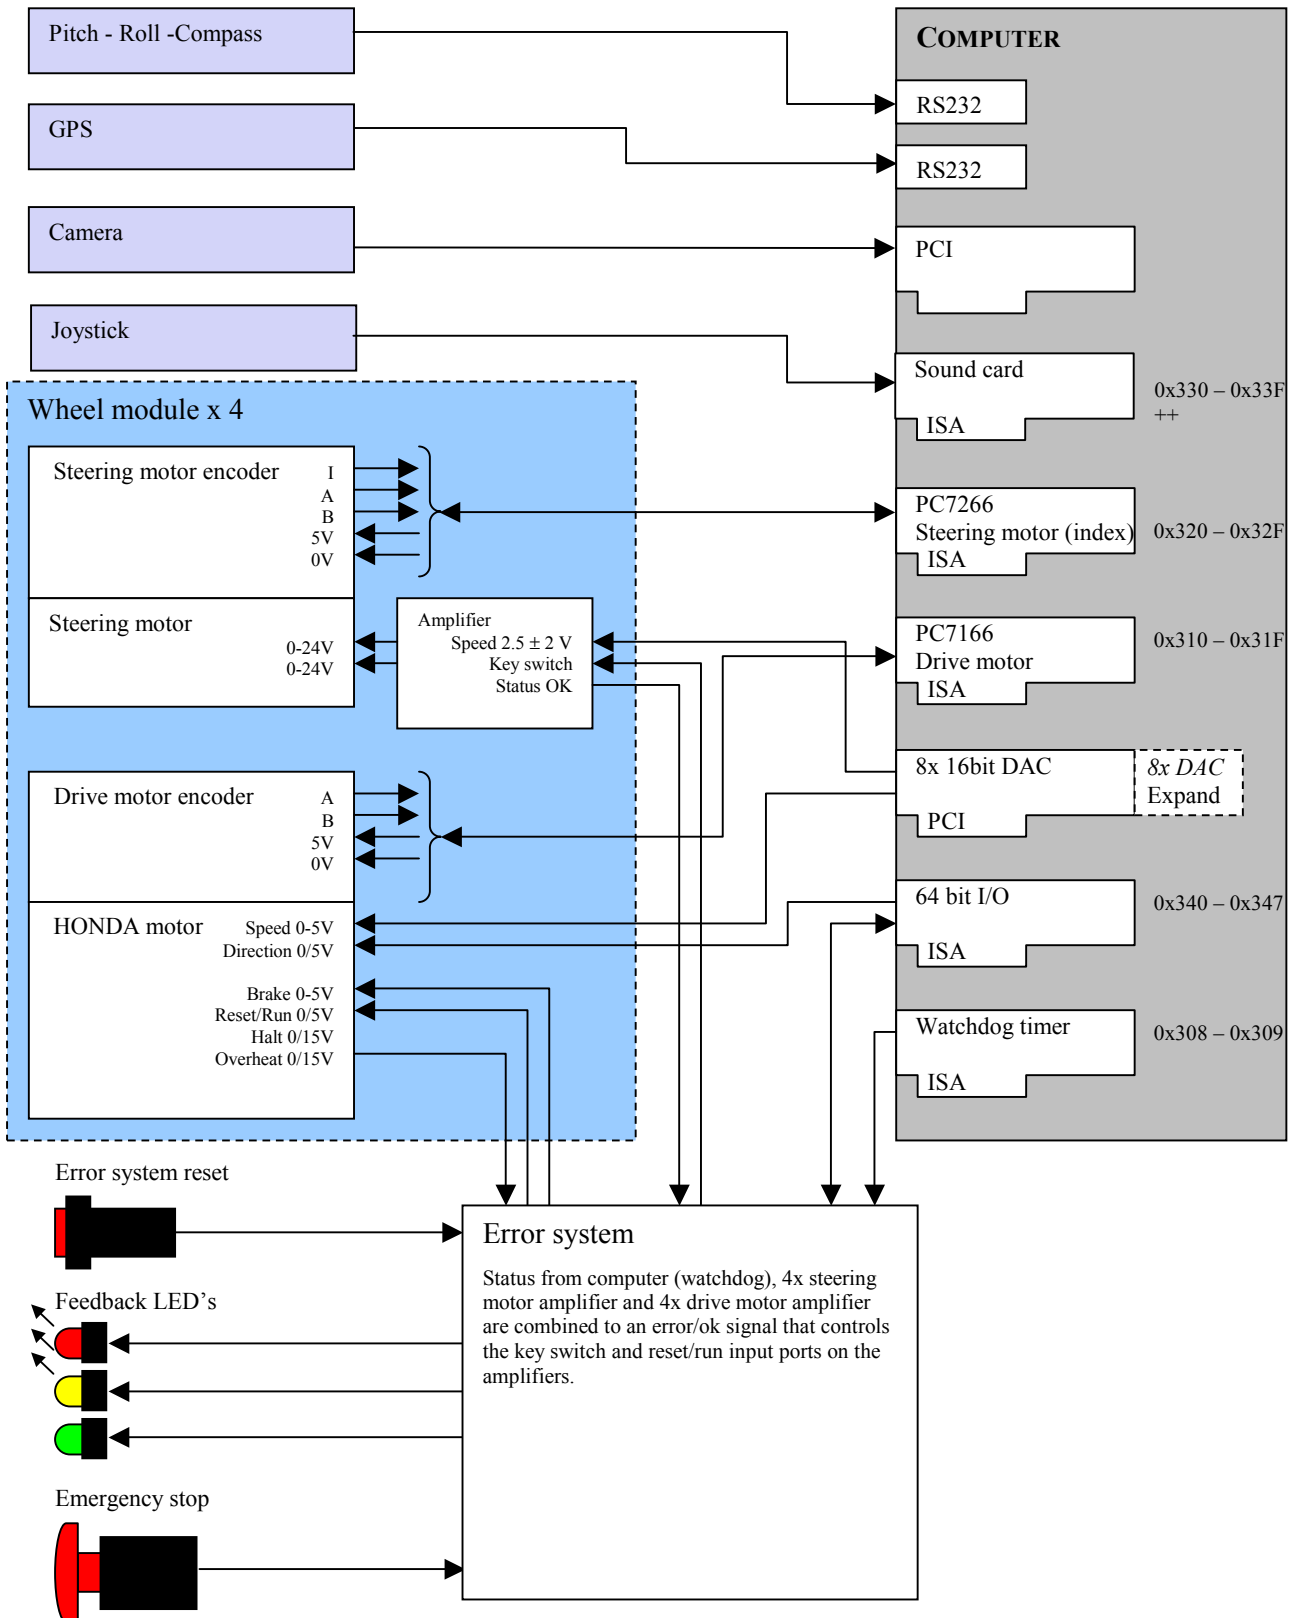 Pitch - Roll -Compass
GPS
Camera
Joystick
COMPUTER
RS232
RS232
PCI
Sound card
ISA
0x330 – 0x33F
++
PC7266
Steering motor (index)
ISA
0x320 – 0x32F
PC7166
Drive motor
ISA
0x310 – 0x31F
8x 16bit DAC
PCI
8x DAC
Expand
64 bit I/O
ISA
0x340 – 0x347
Watchdog timer
ISA
0x308 – 0x309
Wheel module x 4
Steering motor encoder
I
A
B
5V
0V
Steering motor
0-24V
0-24V
Amplifier
Speed 2.5 ± 2 V
Key switch
Status OK
Drive motor encoder
A
B
5V
0V
HONDA motor
Speed 0-5V
Direction 0/5V
Brake 0-5V
Reset/Run 0/5V
Halt 0/15V
Overheat 0/15V
Error system reset
Feedback LED's
Emergency stop
Error system
Status from computer (watchdog), 4x steering
motor amplifier and 4x drive motor amplifier
are combined to an error/ok signal that controls
the key switch and reset/run input ports on the
amplifiers.